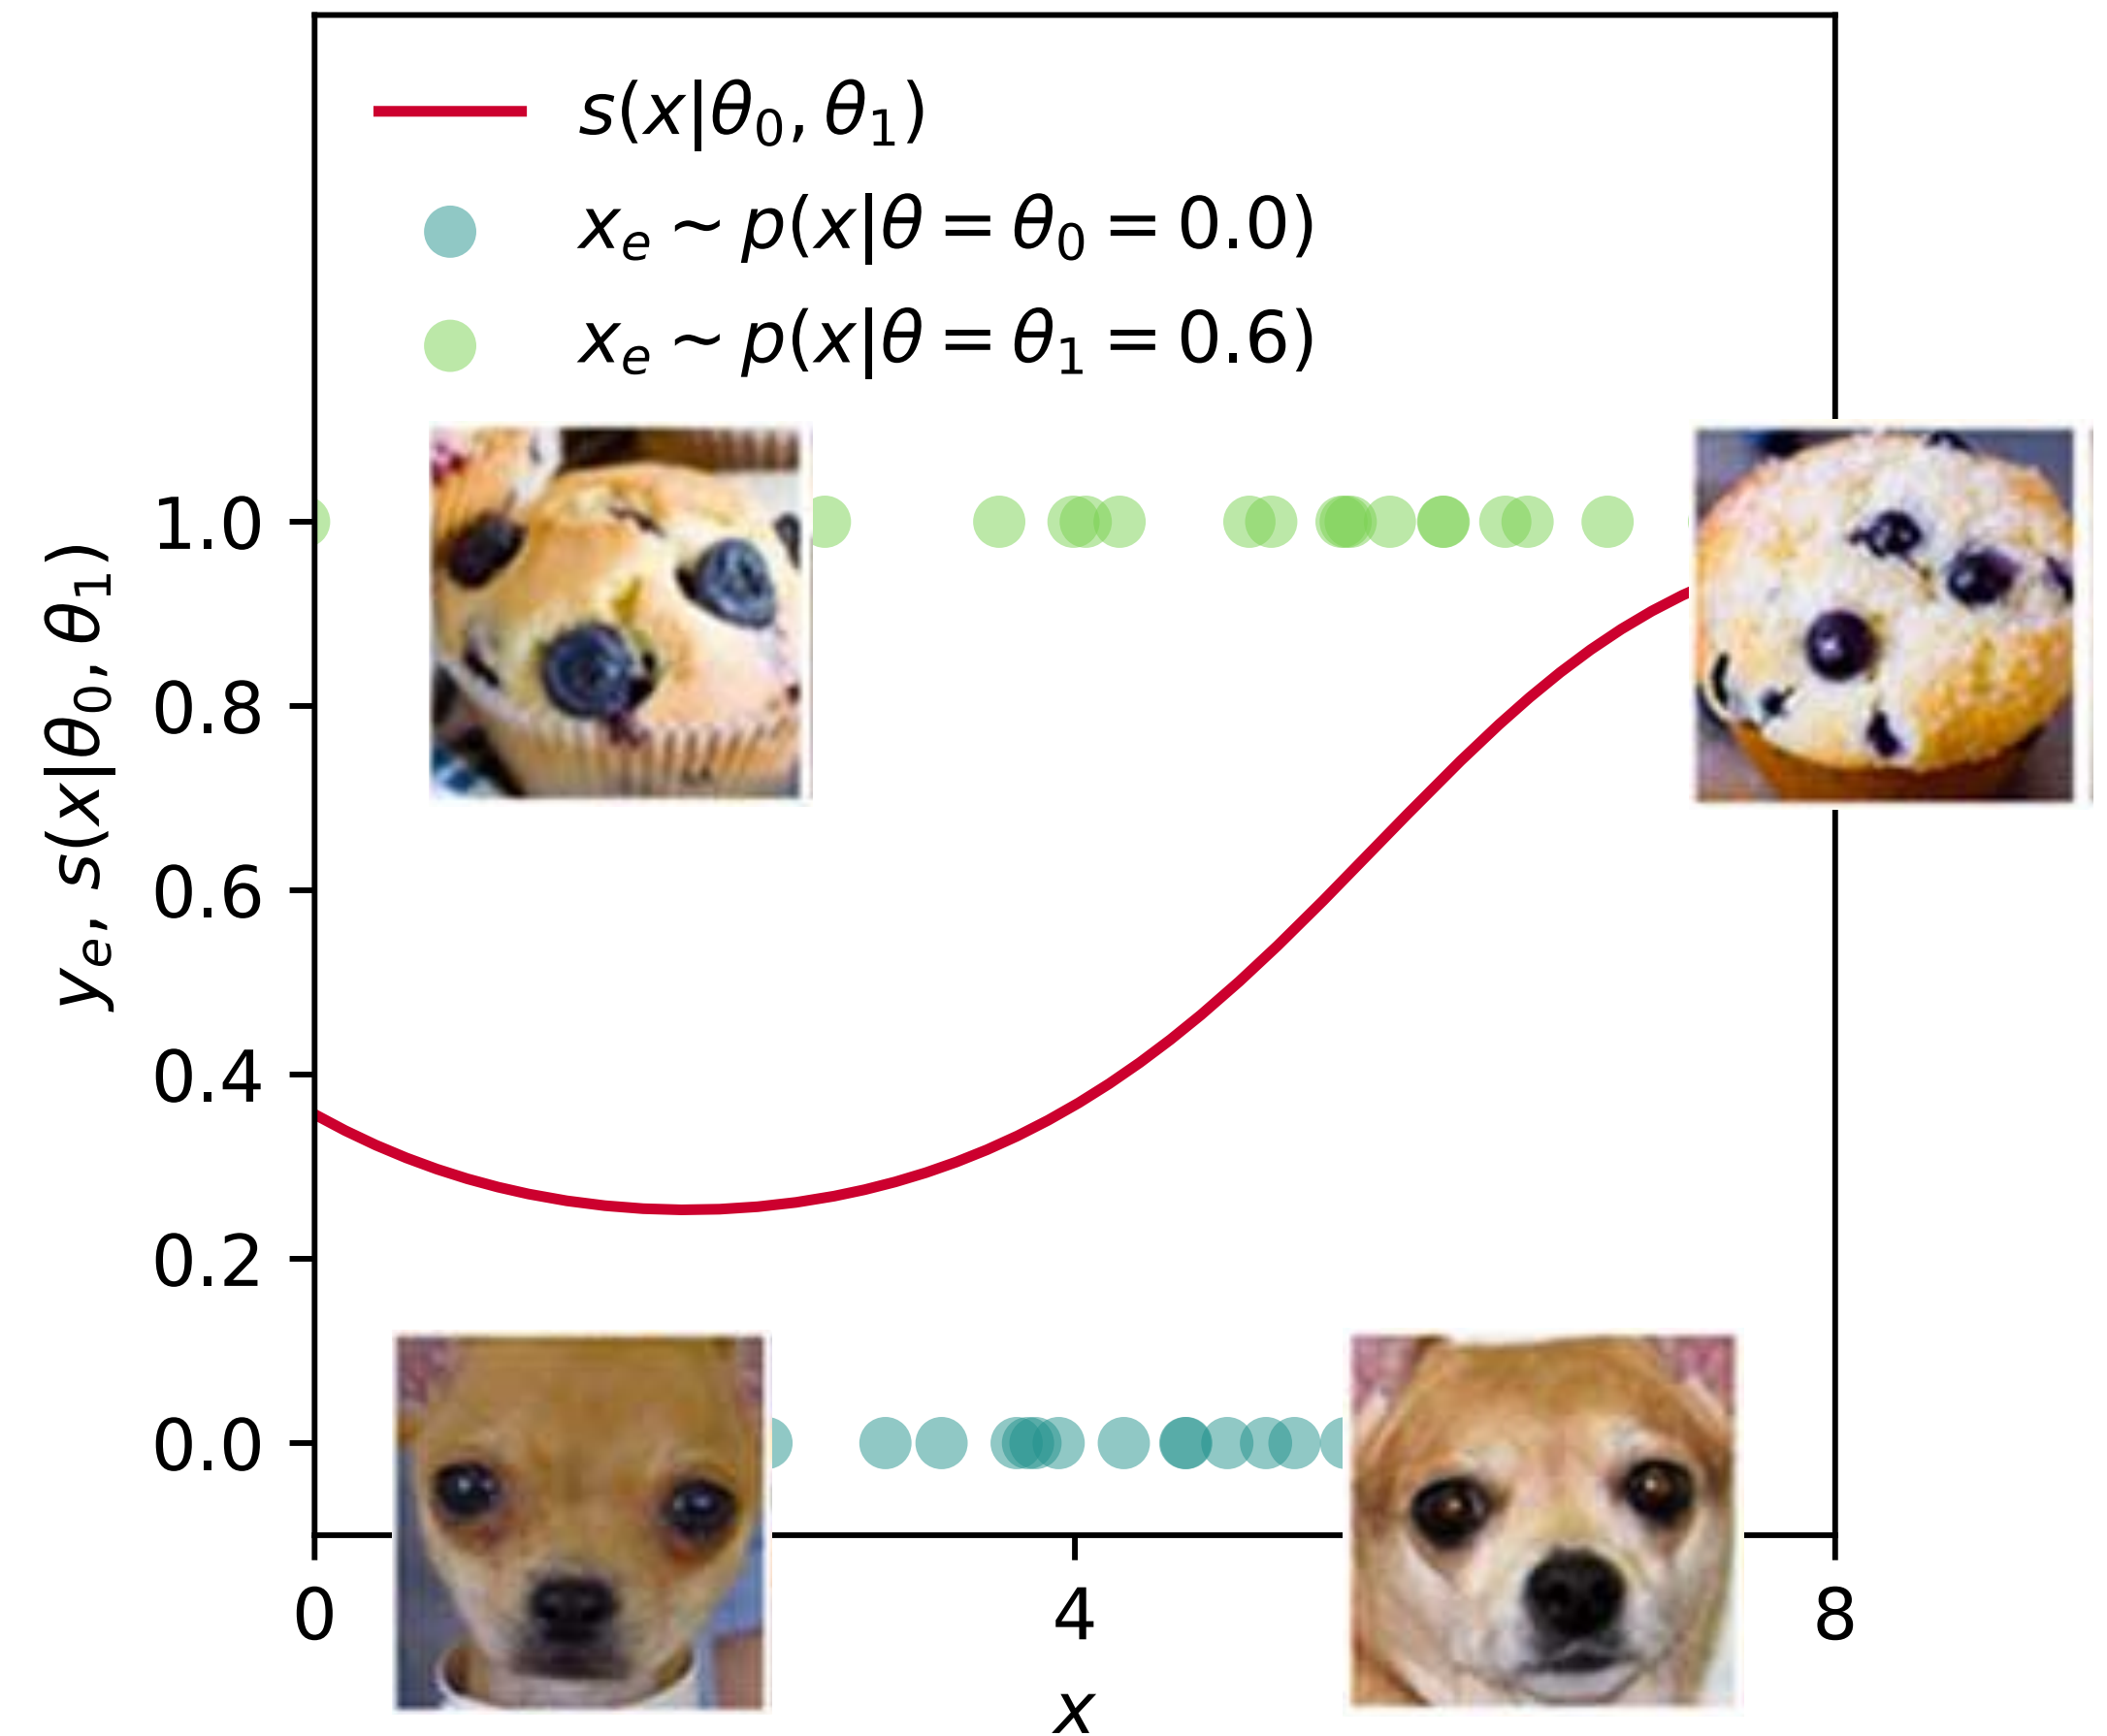 s(x|θ₀, θ₁)
xₑ ~ p(x|θ = θ₀ = 0.0)
xₑ ~ p(x|θ = θ₁ = 0.6)
yₑ, s(x|θ₀, θ₁)
1.0
0.8
0.6
0.4
0.2
0.0
0 4 8
x